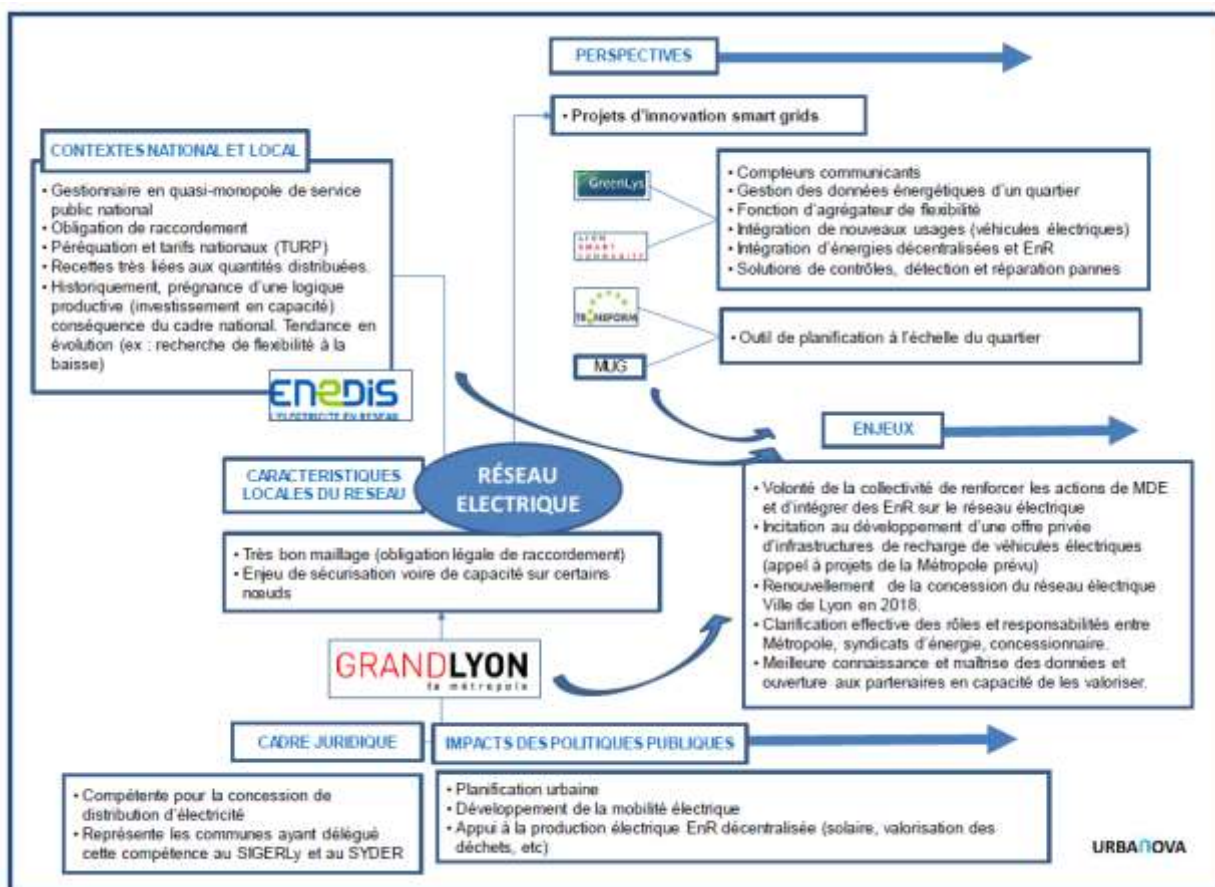 PERSPECTIVES
• Projets d'innovation smart grids
CONTEXTES NATIONAL ET LOCAL
• Gestionnaire en quasi-monopole de service
public national
• Obligation de raccordement
• Péréquation et tarifs nationaux (TURP)
• Recettes très liées aux quantités distribuées.
• Historiquement, prégnance d'une logique
productive (investissement en capacité)
conséquence du cadre national. Tendance en
évolution (ex : recherche de flexibilité à la
baisse)
ENEDIS
L'ELECTRICITE EN RESEAU
GreenLys
LYON
SMART
COMMUNITY
TRANSFORM
MUG
• Compteurs communicants
• Gestion des données énergétiques d'un quartier
• Fonction d'agrégateur de flexibilité
• Intégration de nouveaux usages (véhicules électriques)
• Intégration d'énergies décentralisées et EnR
• Solutions de contrôles, détection et réparation pannes
• Outil de planification à l'échelle du quartier
ENJEUX
• Volonté de la collectivité de renforcer les actions de MDE
et d'intégrer des EnR sur le réseau électrique
• Incitation au développement d'une offre privée
d'infrastructures de recharge de véhicules électriques
(appel à projets de la Métropole prévu)
• Renouvellement de la concession du réseau électrique
Ville de Lyon en 2018.
• Clarification effective des rôles et responsabilités entre
Métropole, syndicats d'énergie, concessionnaire.
• Meilleure connaissance et maîtrise des données et
ouverture aux partenaires en capacité de les valoriser.
RÉSEAU
ELECTRIQUE
CARACTERISTIQUES
LOCALES DU RESEAU
• Très bon maillage (obligation légale de raccordement)
• Enjeu de sécurisation voire de capacité sur certains
nœuds
GRANDLYON
la métropole
CADRE JURIDIQUE
• Compétente pour la concession de
distribution d'électricité
• Représente les communes ayant délégué
cette compétence au SIGERLy et au SYDER
IMPACTS DES POLITIQUES PUBLIQUES
• Planification urbaine
• Développement de la mobilité électrique
• Appui à la production électrique EnR décentralisée (solaire, valorisation des
déchets, etc)
URBANOVA